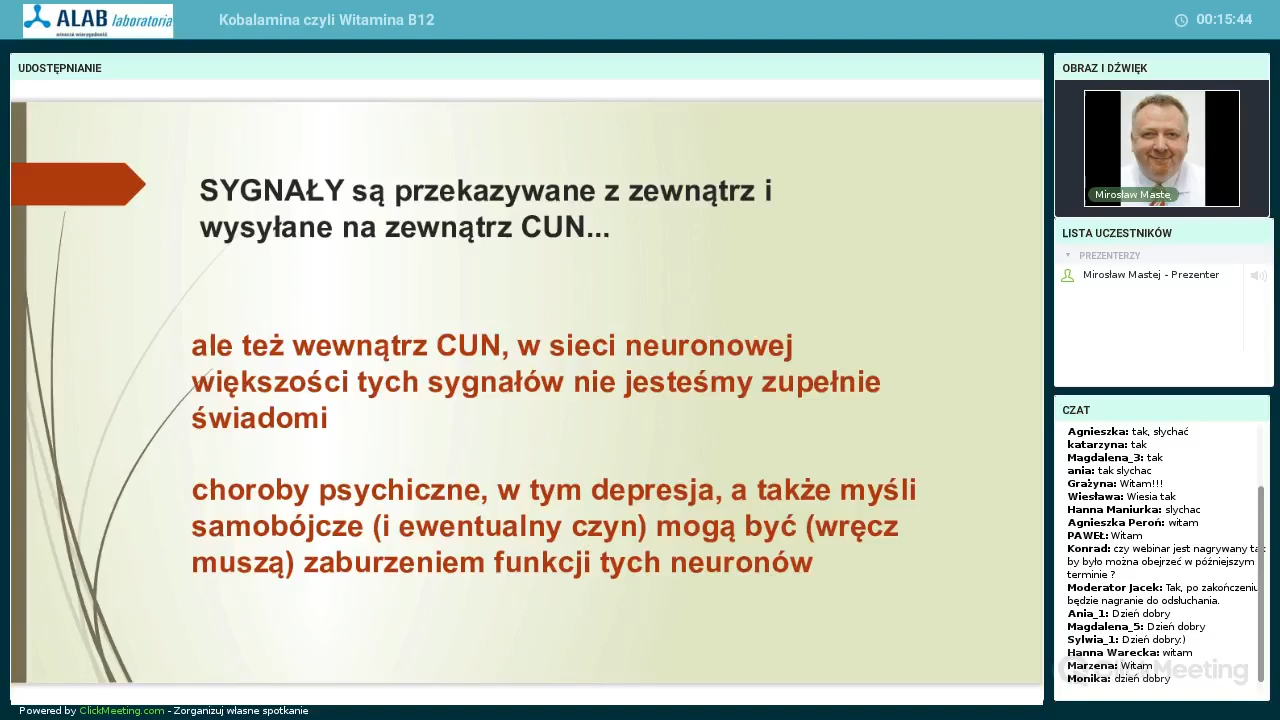 ALAB laboratoria
Kobalamina czyli Witamina B12
00:15:44
UDOSTĘPNIANIE
SYGNAŁY są przekazywane z zewnątrz i
wysyłane na zewnątrz CUN...
ale też wewnątrz CUN, w sieci neuronowej
większości tych sygnałów nie jesteśmy zupełnie
świadomi
choroby psychiczne, w tym depresja, a także myśli
samobójcze (i ewentualny czyn) mogą być (wręcz
muszą) zaburzeniem funkcji tych neuronów
OBRAZ I DŹWIĘK
Mirosław Maste
LISTA UCZESTNIKÓW
PREZENTERZY
Mirosław Mastej - Prezenter
CZAT
Agnieszka: tak, słychać
katarzyna: tak
Magdalena_3: tak
ania: tak slychac
Grażyna: Witam!!!
Wiesława: Wiesia tak
Hanna Maniurka: slychac
Agnieszka Peroń: witam
PAWEŁ: Witam
Konrad: czy webinar jest nagrywany tak
by było można obejrzeć w późniejszym
terminie ?
Moderator Jacek: Tak, po zakończeniu
będzie nagranie do odsłuchania.
Ania_1: Dzień dobry
Magdalena_5: Dzień dobry
Sylwia_1: Dzień dobry:)
Hanna Warecka: witam
Marzena: Witam
Monika: dzień dobry
Powered by ClickMeeting.com - Zorganizuj własne spotkanie